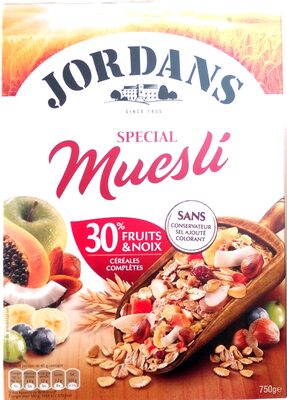 JORDANS
SINCE 1855
SPECIAL
Muesli
30% FRUITS
& NOIX
CÉRÉALES
COMPLÈTES
SANS
CONSERVATEUR
SEL AJOUTÉ
COLORANT
750g e